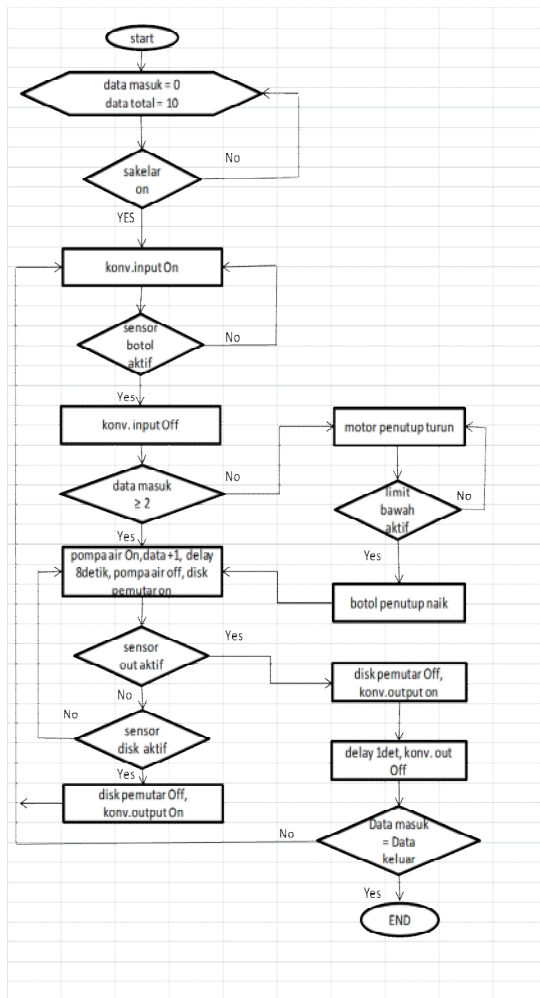 start
data masuk = 0
data total = 10
No
sakelar
on
YES
konv.input On
sensor
botol
aktif
No
Yes
konv. input Off
motor penutup turun
No
data masuk
≥ 2
limit
bawah
aktif
No
Yes
Yes
pompa air On,data +1, delay
8detik, pompa air off, disk
pemutar on
botol penutup naik
Yes
sensor
out aktif
disk pemutar Off,
konv.output on
No
No
sensor
disk aktif
delay 1det, konv. out
Off
Yes
disk pemutar Off,
konv.output On
Data masuk
= Data
keluar
No
Yes
END